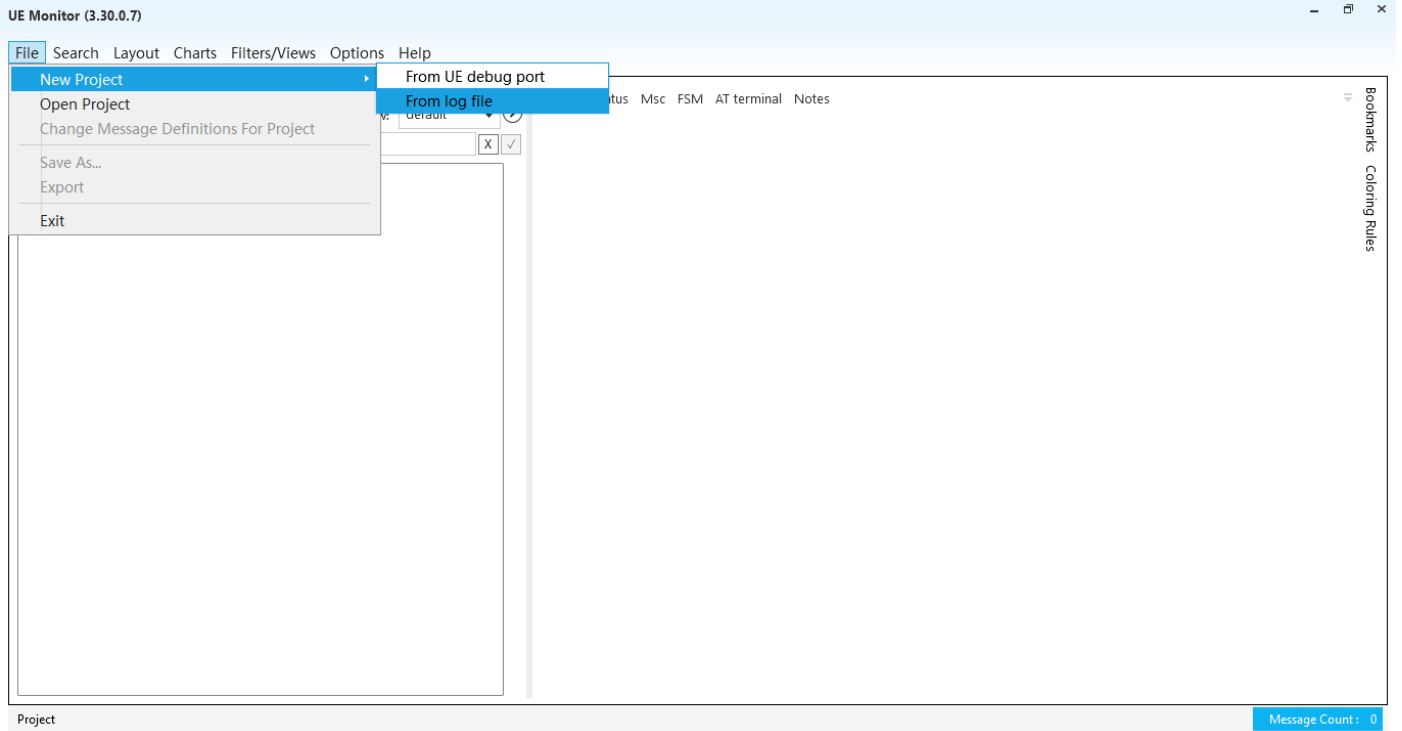 UE Monitor (3.30.0.7)
File Search Layout Charts Filters/Views Options Help
New Project
From UE debug port
Open Project
From log file
Msc FSM AT terminal Notes
default
Change Message Definitions For Project
X
Save As...
Export
Exit
Bookmarks
Coloring Rules
Project
Message Count : 0